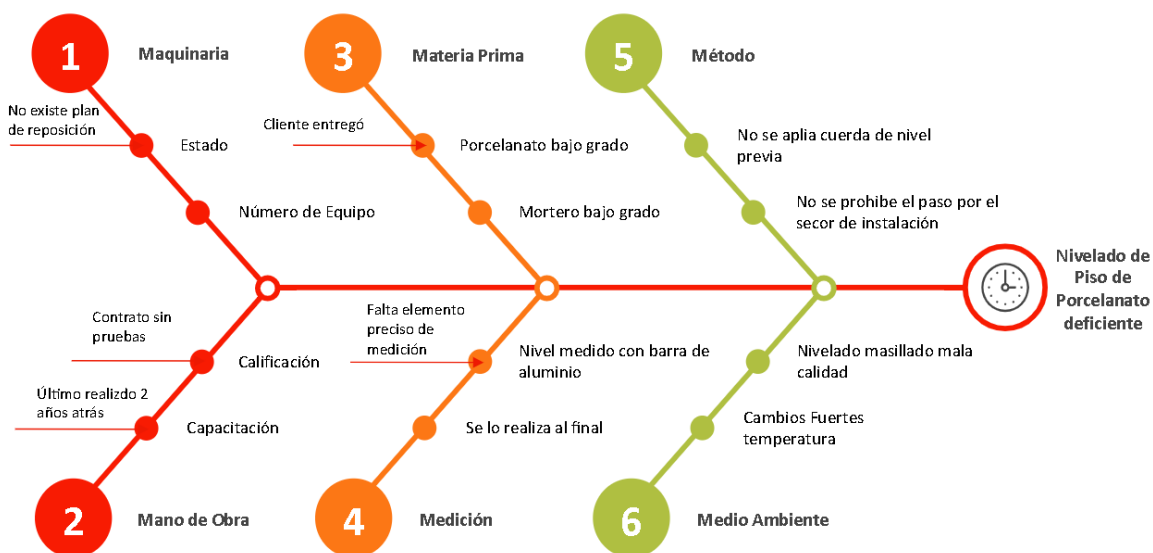 1
Maquinaria
No existe plan
de reposición
Estado
Número de Equipo
3
Materia Prima
Cliente entregó
Porcelanato bajo grado
Mortero bajo grado
5
Método
No se aplia cuerda de nivel
previa
No se prohibe el paso por el
secor de instalación
Nivelado de
Piso de
Porcelanato
deficiente
Contrato sin
pruebas
Calificación
Último realizdo 2
años atrás
Capacitación
2
Mano de Obra
Falta elemento
preciso de
medición
Nivel medido con barra de
aluminio
Se lo realiza al final
4
Medición
Nivelado masillado mala
calidad
Cambios Fuertes
temperatura
6
Medio Ambiente